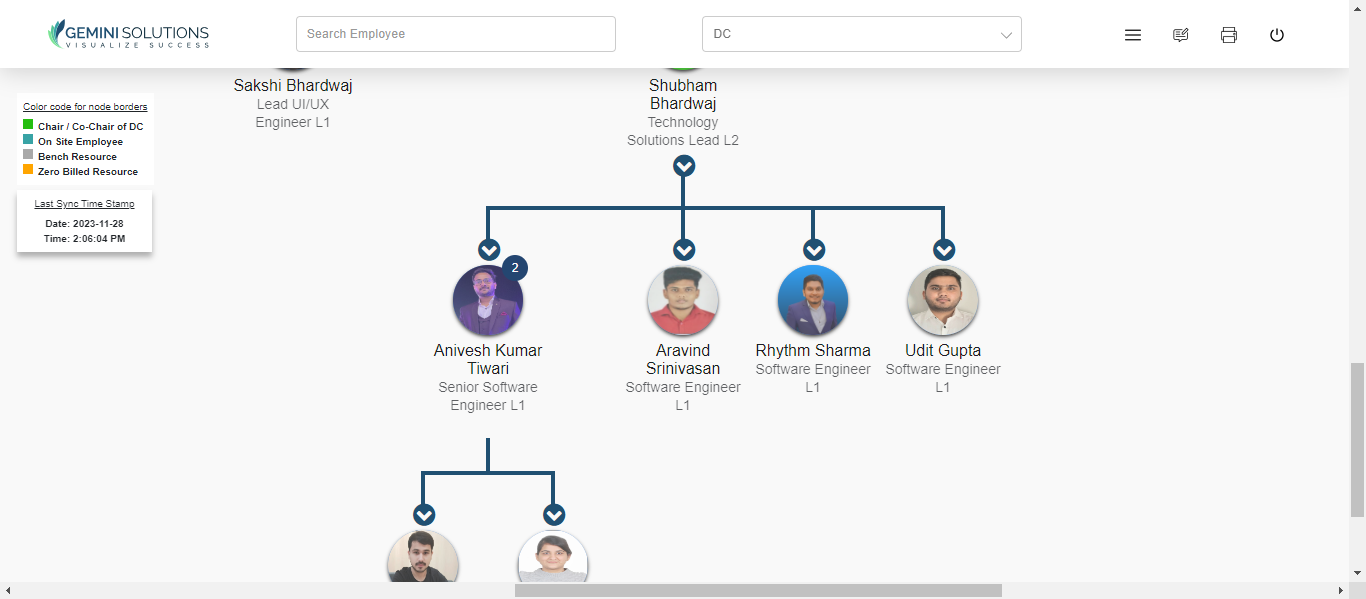 GEMINI SOLUTIONS
VISUALIZE SUCCESS
Search Employee
DC
Sakshi Bhardwaj
Lead UI/UX
Engineer L1
Shubham
Bhardwaj
Technology
Solutions Lead L2
Color code for node borders
Chair / Co-Chair of DC
On Site Employee
Bench Resource
Zero Billed Resource
Last Sync Time Stamp
Date: 2023-11-28
Time: 2:06:04 PM
2
Anivesh Kumar
Tiwari
Senior Software
Engineer L1
Aravind
Srinivasan
Software Engineer
L1
Rhythm Sharma
Software Engineer
L1
Udit Gupta
Software Engineer
L1